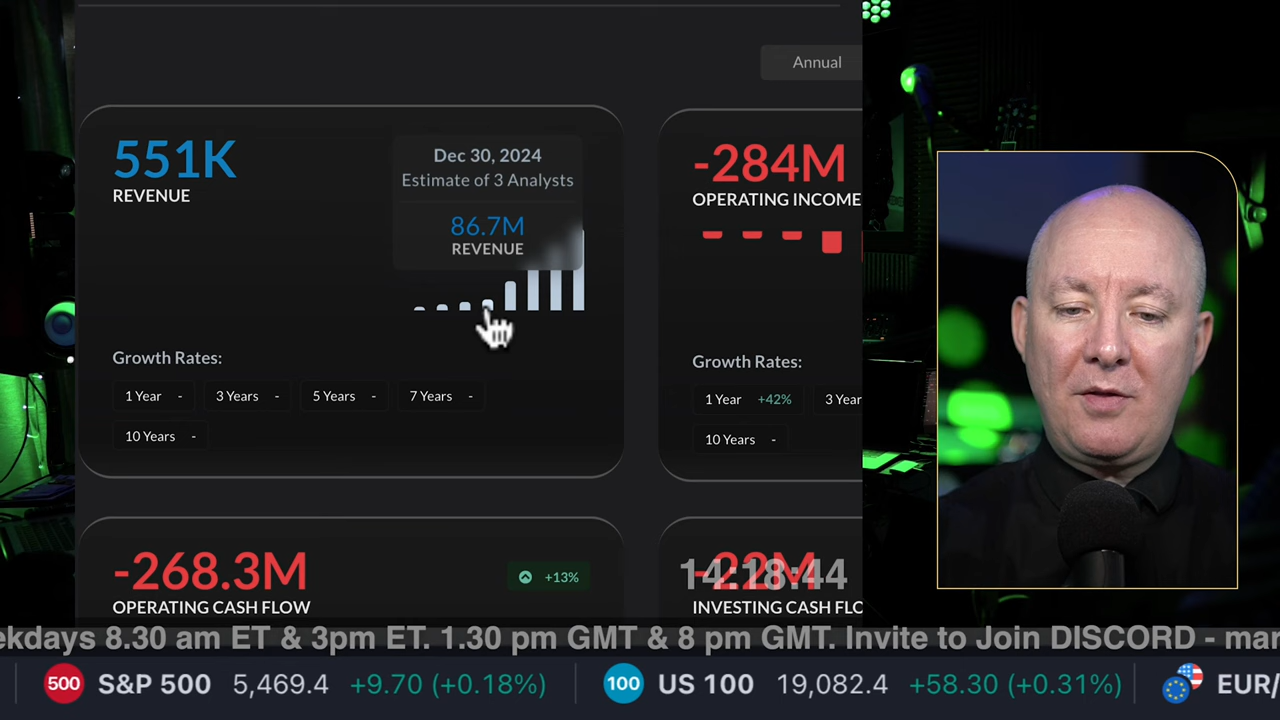 Annual
551K
REVENUE
Dec 30, 2024
Estimate of 3 Analysts
86.7M
REVENUE
Growth Rates:
1 Year -
3 Years -
5 Years -
7 Years -
10 Years -
-284M
OPERATING INCOME
Growth Rates:
1 Year +42%
3 Year
10 Years -
-268.3M
+13%
OPERATING CASH FLOW
-22M
14:18:44
INVESTING CASH FLO
ekdays 8.30 am ET & 3pm ET. 1.30 pm GMT & 8 pm GMT. Invite to Join DISCORD - mar
500 S&P 500 5,469.4 +9.70 (+0.18%)
100 US 100 19,082.4 +58.30 (+0.31%)
EUR/